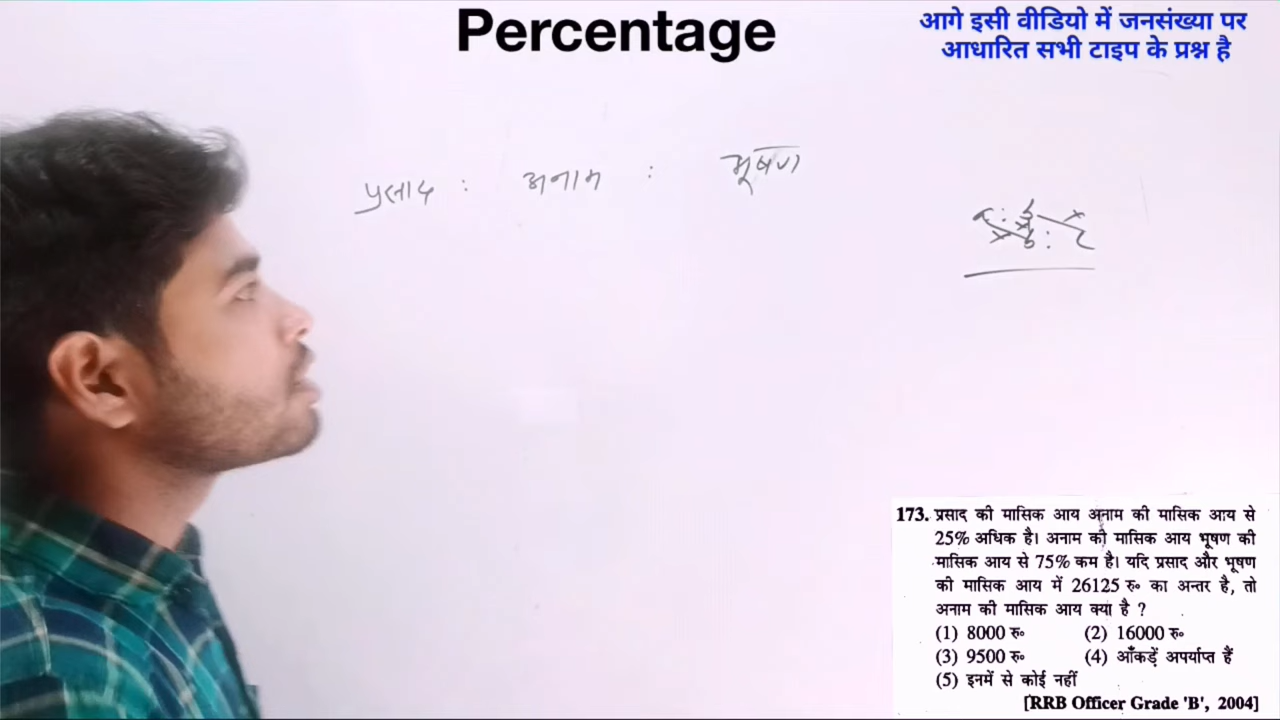 Percentage
आगे इसी वीडियो में जनसंख्या पर
आधारित सभी टाइप के प्रश्न है
प्रसाद : अनाम : भूषण
173. प्रसाद की मासिक आय अनाम की मासिक आय से
25% अधिक है। अनाम की मासिक आय भूषण की
मासिक आय से 75% कम है। यदि प्रसाद और भूषण
की मासिक आय में 26125 रु० का अन्तर है, तो
अनाम की मासिक आय क्या है ?
(1) 8000 रु० (2) 16000 रु०
(3) 9500 रु० (4) आँकड़ें अपर्याप्त हैं
(5) इनमें से कोई नहीं
[RRB Officer Grade 'B', 2004]